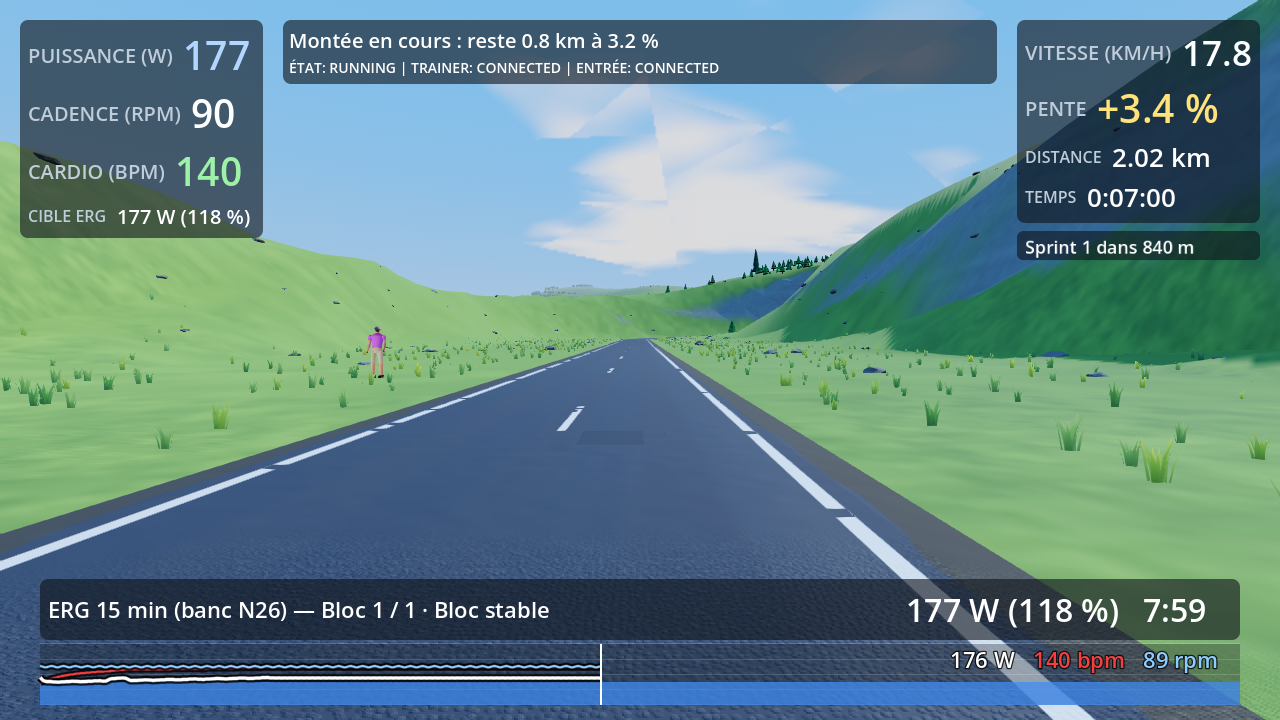 PUISSANCE (W) 177
CADENCE (RPM) 90
CARDIO (BPM) 140
CIBLE ERG 177 W (118 %)
Montée en cours : reste 0.8 km à 3.2 %
ÉTAT: RUNNING | TRAINER: CONNECTED | ENTRÉE: CONNECTED
VITESSE (KM/H) 17.8
PENTE +3.4 %
DISTANCE 2.02 km
TEMPS 0:07:00
Sprint 1 dans 840 m
ERG 15 min (banc N26) — Bloc 1 / 1 · Bloc stable 177 W (118 %) 7:59
176 W 140 bpm 89 rpm